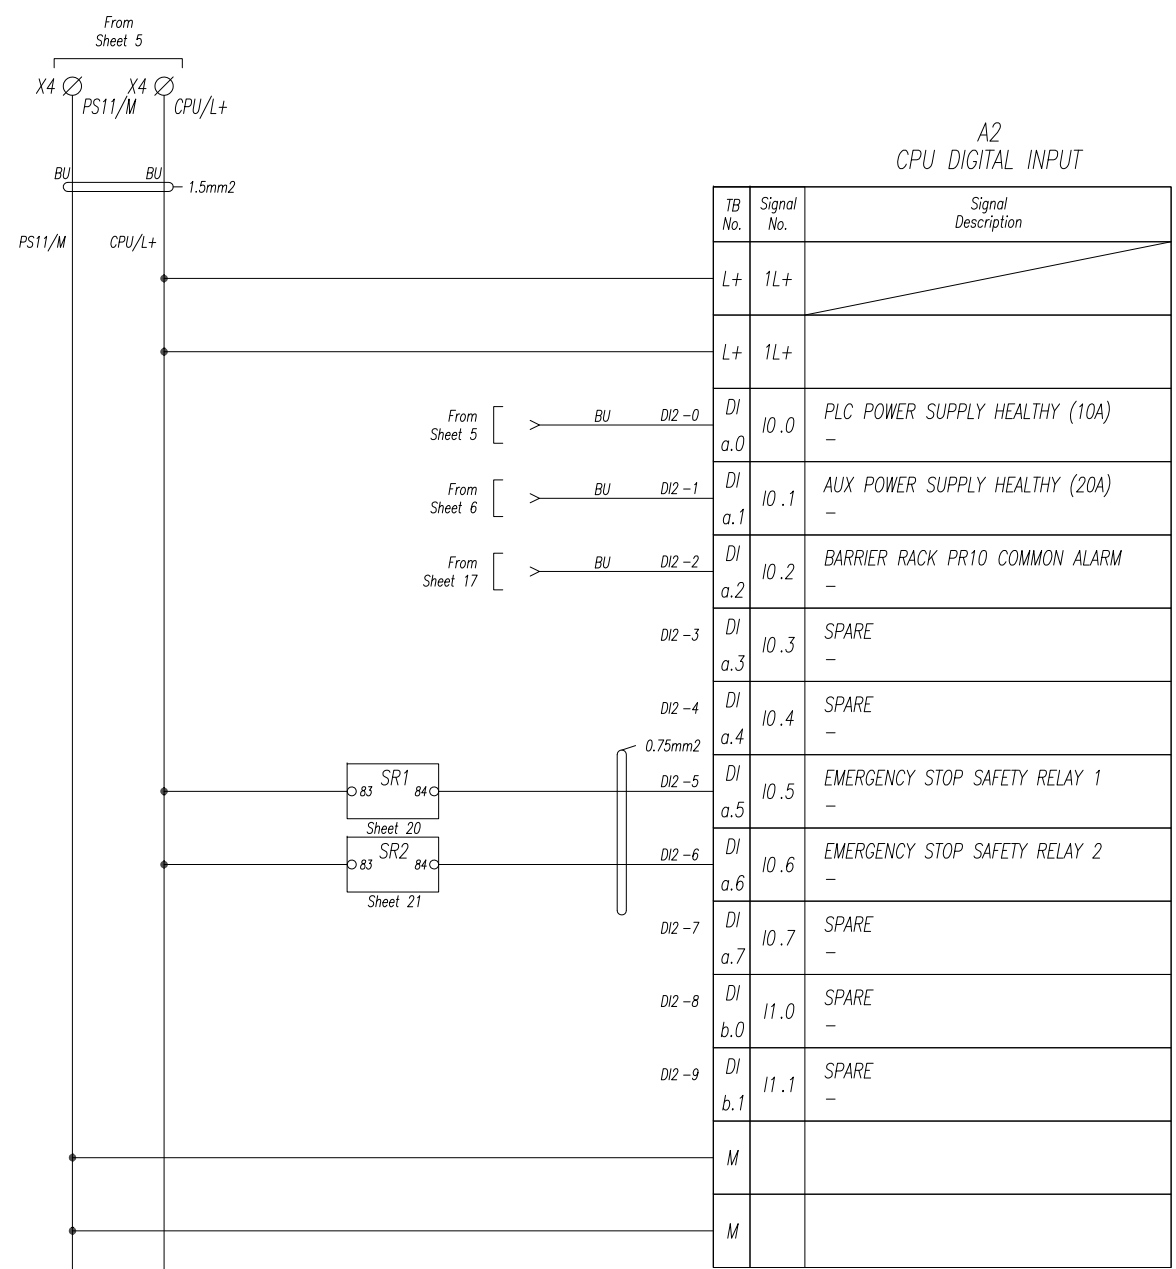 From
Sheet 5
X4
X4
PS11/M
CPU/L+
BU
BU
1.5mm2
PS11/M
CPU/L+
A2
CPU DIGITAL INPUT
TB No.
Signal No.
Signal Description
L+ 1L+
L+ 1L+
From
Sheet 5
BU DI2-0
DI a.0 I0.0 PLC POWER SUPPLY HEALTHY (10A)
-
From
Sheet 6
BU DI2-1
DI a.1 I0.1 AUX POWER SUPPLY HEALTHY (20A)
-
From
Sheet 17
BU DI2-2
DI a.2 I0.2 BARRIER RACK PR10 COMMON ALARM
-
DI2-3
DI a.3 I0.3 SPARE
-
DI2-4
DI a.4 I0.4 SPARE
-
0.75mm2
SR1
83 84
Sheet 20
DI2-5
DI a.5 I0.5 EMERGENCY STOP SAFETY RELAY 1
-
SR2
83 84
Sheet 21
DI2-6
DI a.6 I0.6 EMERGENCY STOP SAFETY RELAY 2
-
DI2-7
DI a.7 I0.7 SPARE
-
DI2-8
DI b.0 I1.0 SPARE
-
DI2-9
DI b.1 I1.1 SPARE
-
M
M